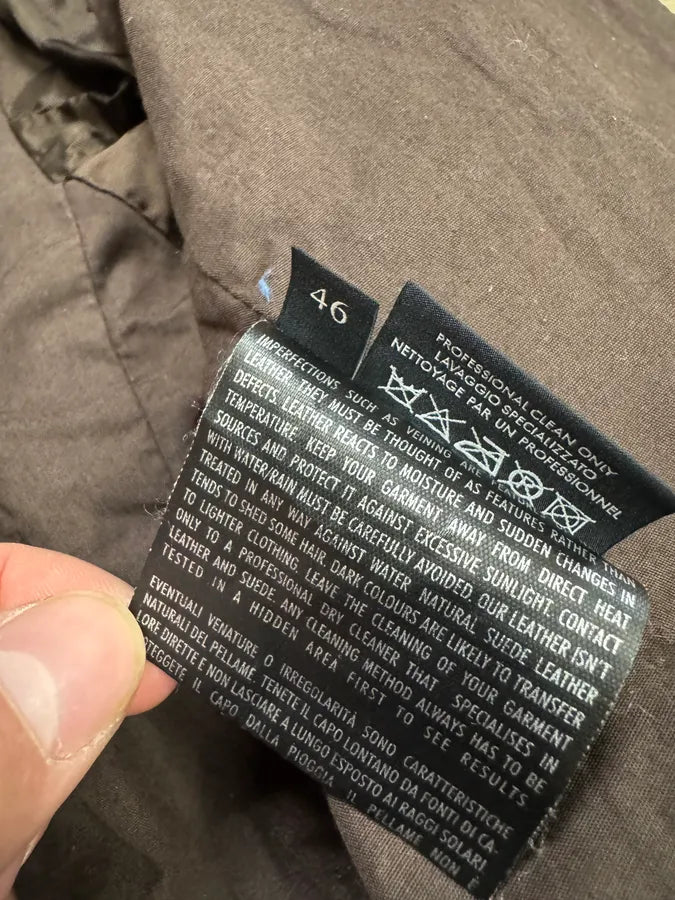 46
PROFESSIONAL CLEAN ONLY
LAVAGGIO SPECIALIZZATO
NETTOYAGE PAR UN PROFESSIONNEL
IMPERFECTIONS SUCH AS VEINING ARE
LEATHER. THEY MUST BE THOUGHT OF AS FEATURES RATHER THAN
DEFECTS. LEATHER REACTS TO MOISTURE AND SUDDEN CHANGES IN
TEMPERATURE. KEEP YOUR GARMENT AWAY FROM DIRECT HEAT
SOURCES AND PROTECT IT AGAINST EXCESSIVE SUNLIGHT. CONTACT
WITH WATER/RAIN MUST BE CAREFULLY AVOIDED, OUR LEATHER ISN'T
TREATED IN ANY WAY AGAINST WATER. NATURAL SUEDE LEATHER
TENDS TO SHED SOME HAIR. DARK COLOURS ARE LIKELY TO TRANSFER
TO LIGHTER CLOTHING. LEAVE THE CLEANING OF YOUR GARMENT
ONLY TO A PROFESSIONAL DRY CLEANER THAT SPECIALISES IN
LEATHER AND SUEDE. ANY CLEANING METHOD ALWAYS HAS TO BE
TESTED IN A HIDDEN AREA FIRST TO SEE RESULTS
EVENTUALI VENATURE O IRREGOLARITÀ SONO CARATTERISTICHE
NATURALI DEL PELLAME. TENETE IL CAPO LONTANO DA FONTI DI CA-
LORE DIRETTE E NON LASCIARE A LUNGO ESPOSTO AI RAGGI SOLARI
IL CAPO DALLA PIOGGIA. IL PELLAME NON È